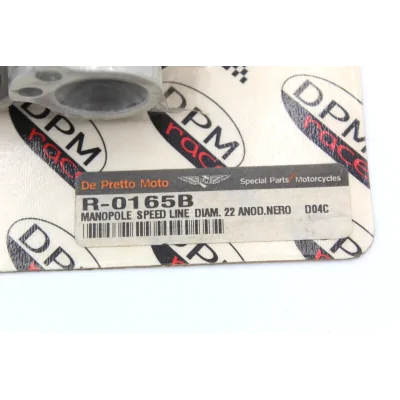 DPM
race
DPM
race
De Pretto Moto
Special Parts Motorcycles
R-0165B
MANOPOLE SPEED LINE DIAM. 22 ANOD.NERO D04C
DPM
race
DPM